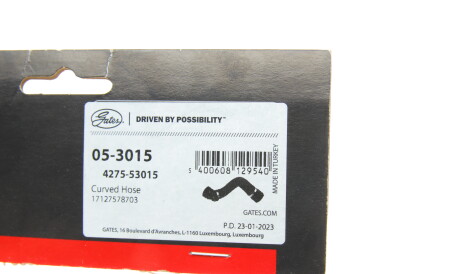 Gates
DRIVEN BY POSSIBILITY™
05-3015
4275-53015
Curved Hose
17127578703
5 400608 129540
MADE IN TURKEY
GATES.COM
P.D. 23-01-2023
GATES, 16 Boulevard d'Avranches, L-1160 Luxembourg, Luxembourg